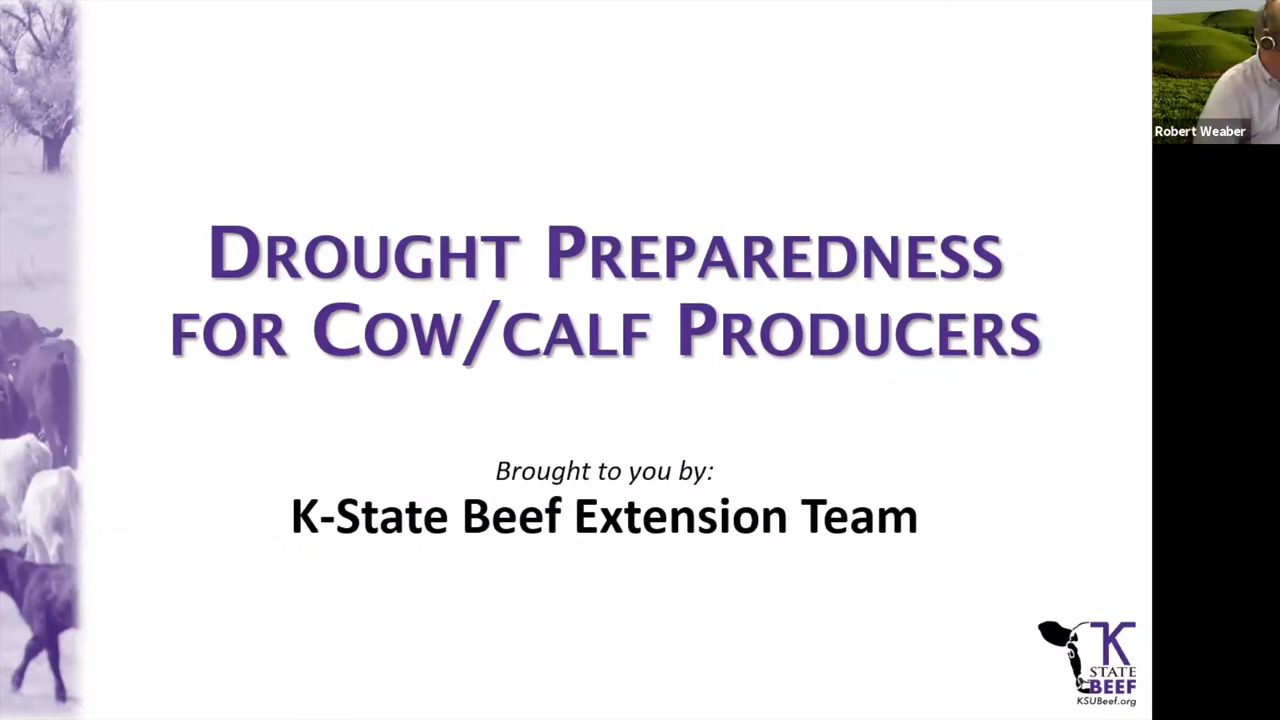 Robert Weaber
DROUGHT PREPAREDNESS
FOR COW/CALF PRODUCERS
Brought to you by:
K-State Beef Extension Team
K
STATE
BEEF
KSUBeef.org